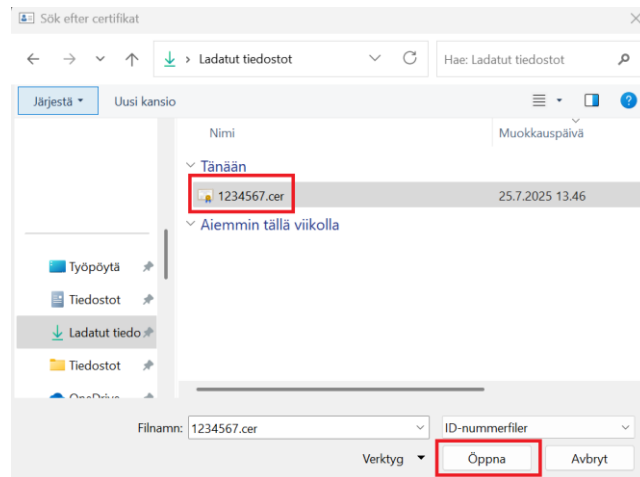 Sök efter certifikat
Ladatut tiedostot
Hae: Ladatut tiedostot
Järjestä
Uusi kansio
Nimi
Muokkauspäivä
Tänään
1234567.cer
25.7.2025 13.46
Aiemmin tällä viikolla
Työpöytä
Tiedostot
Ladatut tiedo
Tiedostot
OneDrive
Filnamn:
1234567.cer
ID-nummerfiler
Verktyg
Öppna
Avbryt